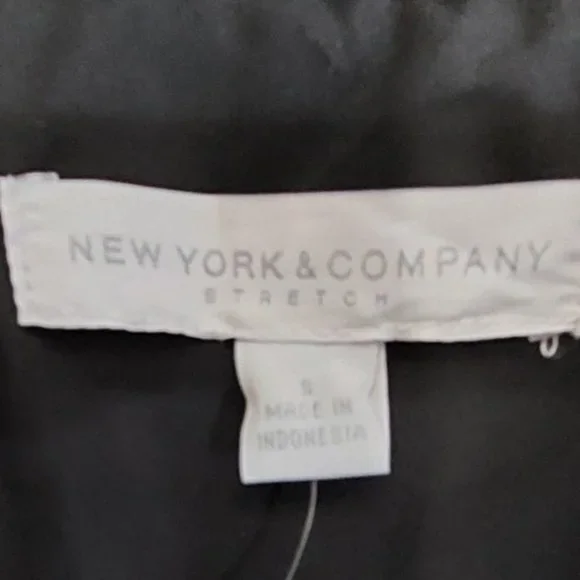 NEW YORK & COMPANY
STRETCH
S
MADE IN
INDONESIA